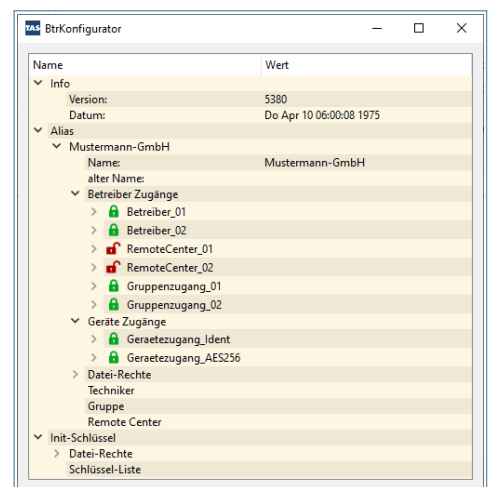 TAS BtrKonfigurator
Name Wert
Info
Version: 5380
Datum: Do Apr 10 06:00:08 1975
Alias
Mustermann-GmbH
Name: Mustermann-GmbH
alter Name:
Betreiber Zugänge
Betreiber_01
Betreiber_02
RemoteCenter_01
RemoteCenter_02
Gruppenzugang_01
Gruppenzugang_02
Geräte Zugänge
Geraetezugang_Ident
Geraetezugang_AES256
Datei-Rechte
Techniker
Gruppe
Remote Center
Init-Schlüssel
Datei-Rechte
Schlüssel-Liste